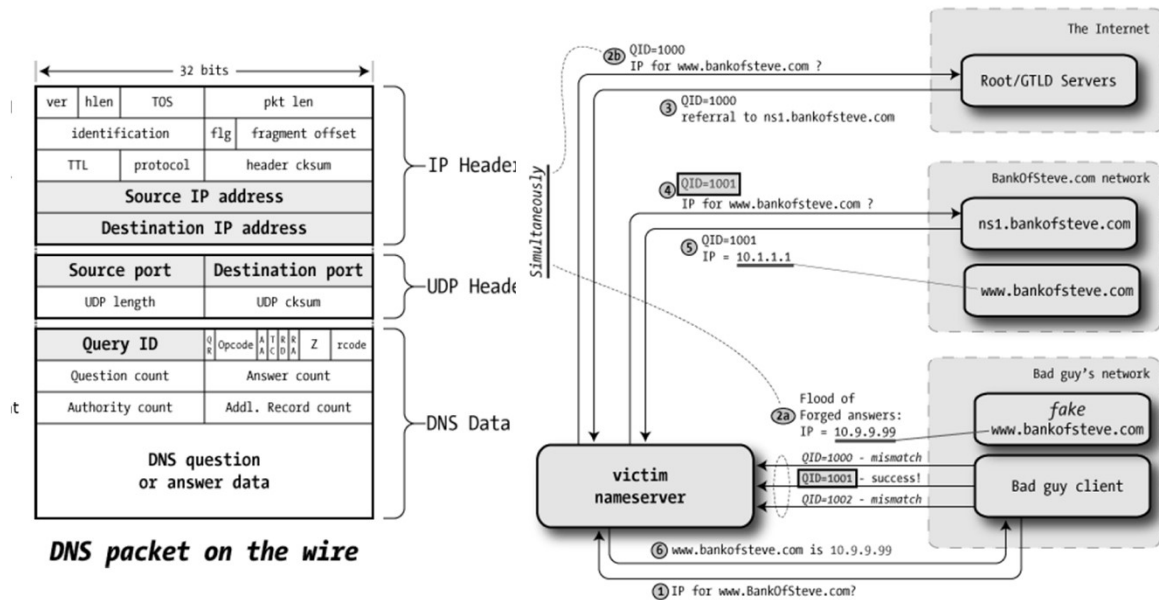 32 bits
ver hlen TOS pkt len
identification flg fragment offset
TTL protocol header cksum
Source IP address
Destination IP address
IP Header
Source port Destination port
UDP length UDP cksum
UDP Heade
Query ID QR Opcode AA TC RD RA Z rcode
Question count Answer count
Authority count Addl. Record count
DNS question
or answer data
DNS Data
DNS packet on the wire
The Internet
Root/GTLD Servers
2b QID=1000
IP for www.bankofsteve.com ?
3 QID=1000
referral to ns1.bankofsteve.com
Simultaneously
BankOfSteve.com network
ns1.bankofsteve.com
www.bankofsteve.com
4 QID=1001
IP for www.bankofsteve.com ?
5 QID=1001
IP = 10.1.1.1
Bad guy's network
fake
www.bankofsteve.com
Bad guy client
2a Flood of
Forged answers:
IP = 10.9.9.99
QID=1000 - mismatch
QID=1001 - success!
QID=1002 - mismatch
victim
nameserver
6 www.bankofsteve.com is 10.9.9.99
1 IP for www.BankOfSteve.com?